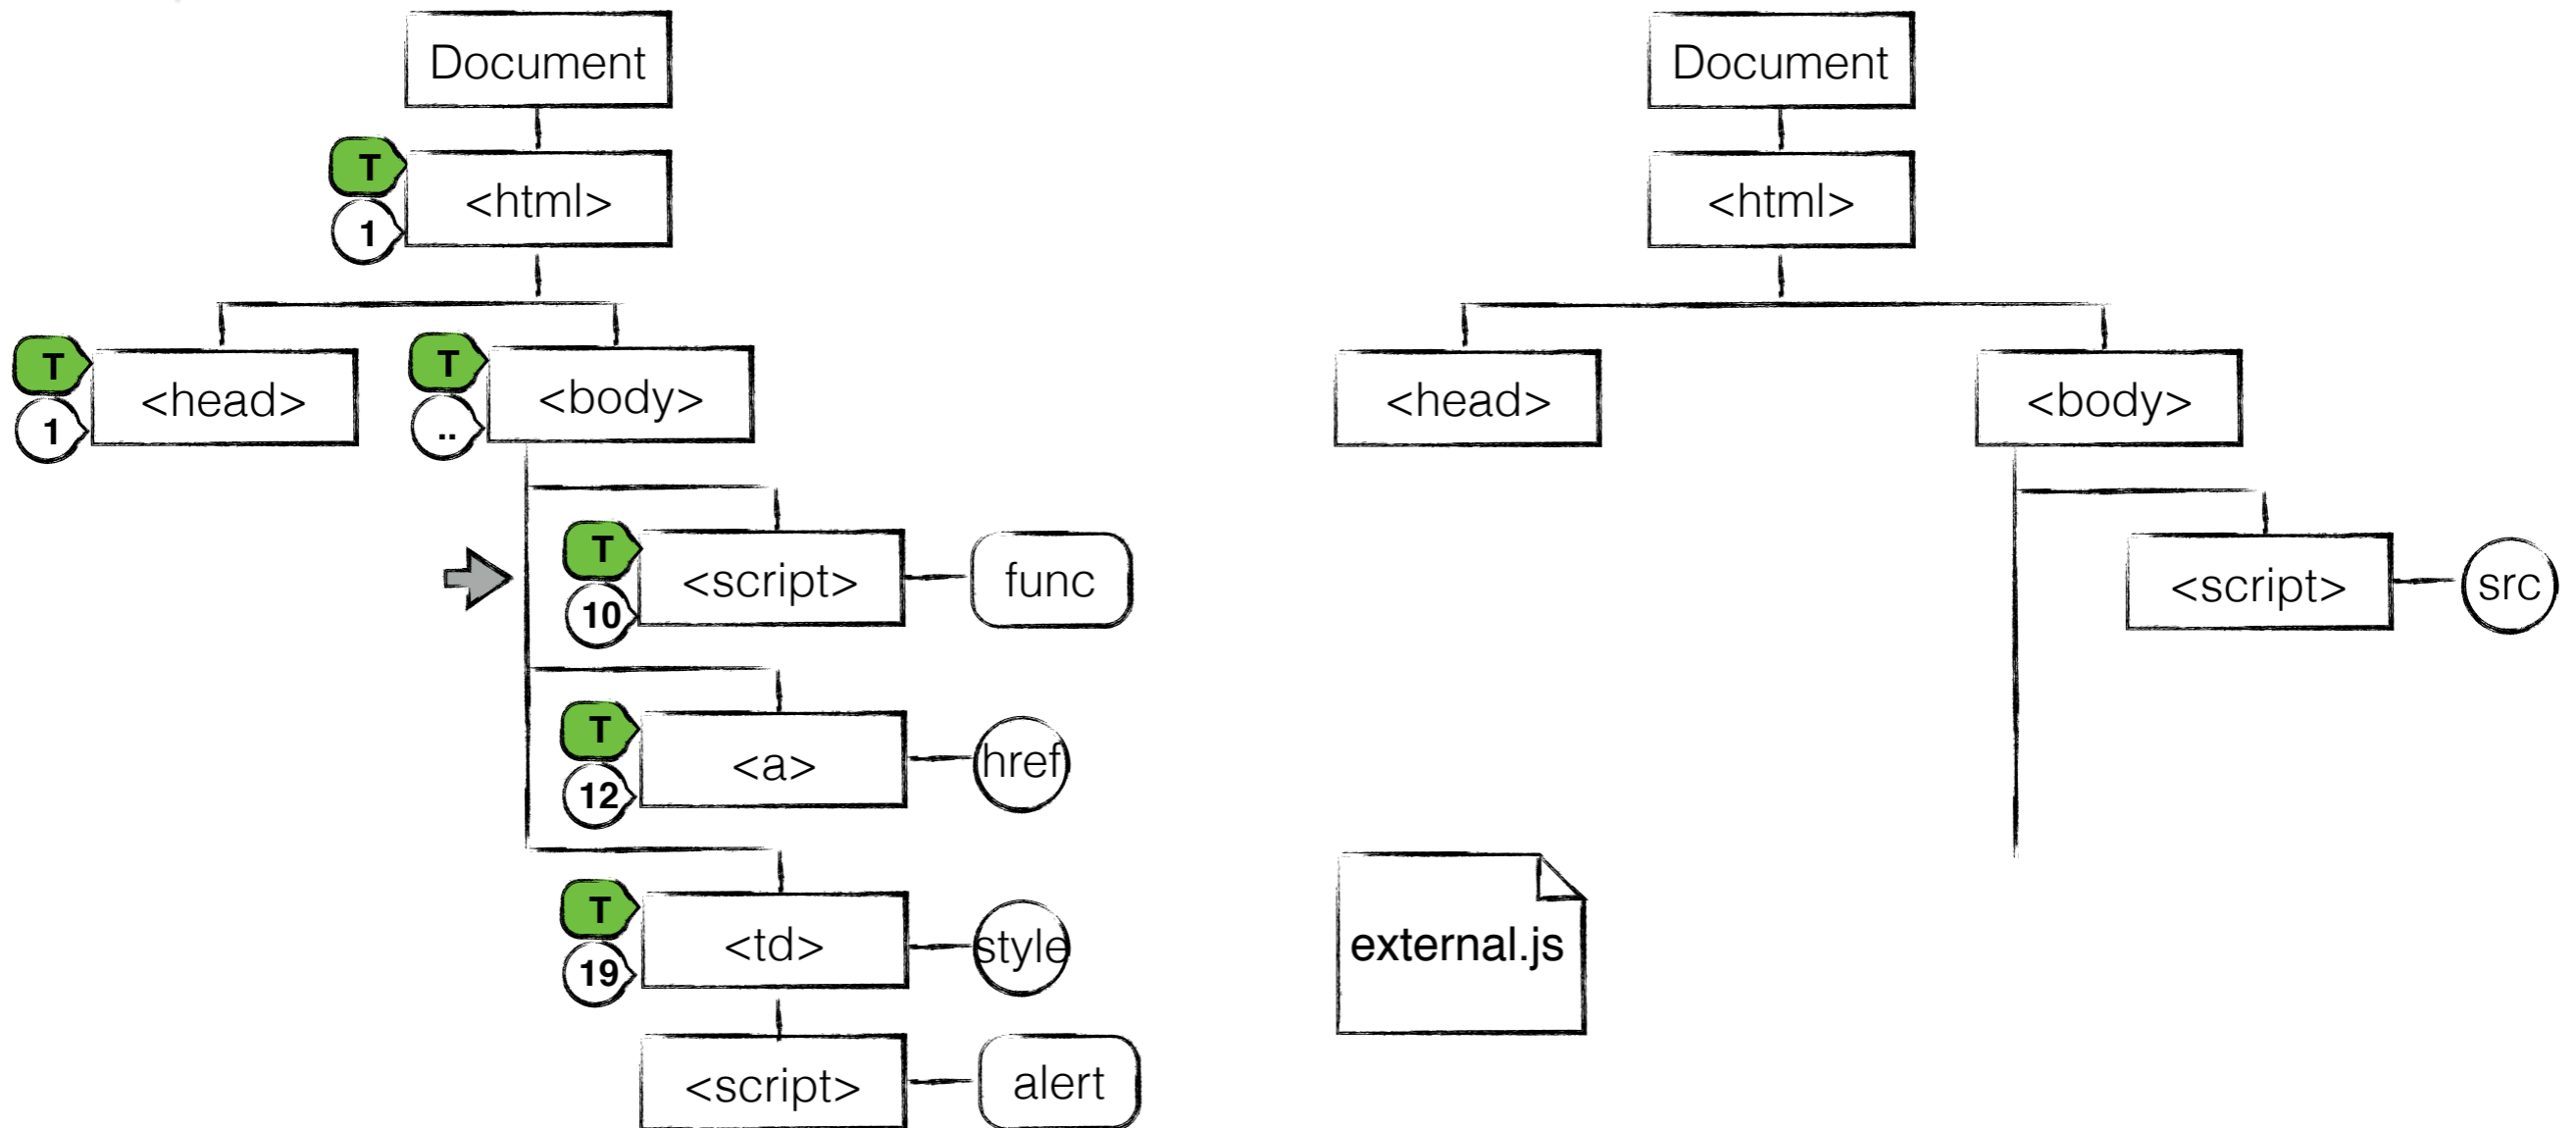 Document
T
<html>
1
T
<head>
1
T
<body>
..
T
<script>
10
func
T
<a>
12
href
T
<td>
19
style
<script>
alert
Document
<html>
<head>
<body>
<script>
src
external.js